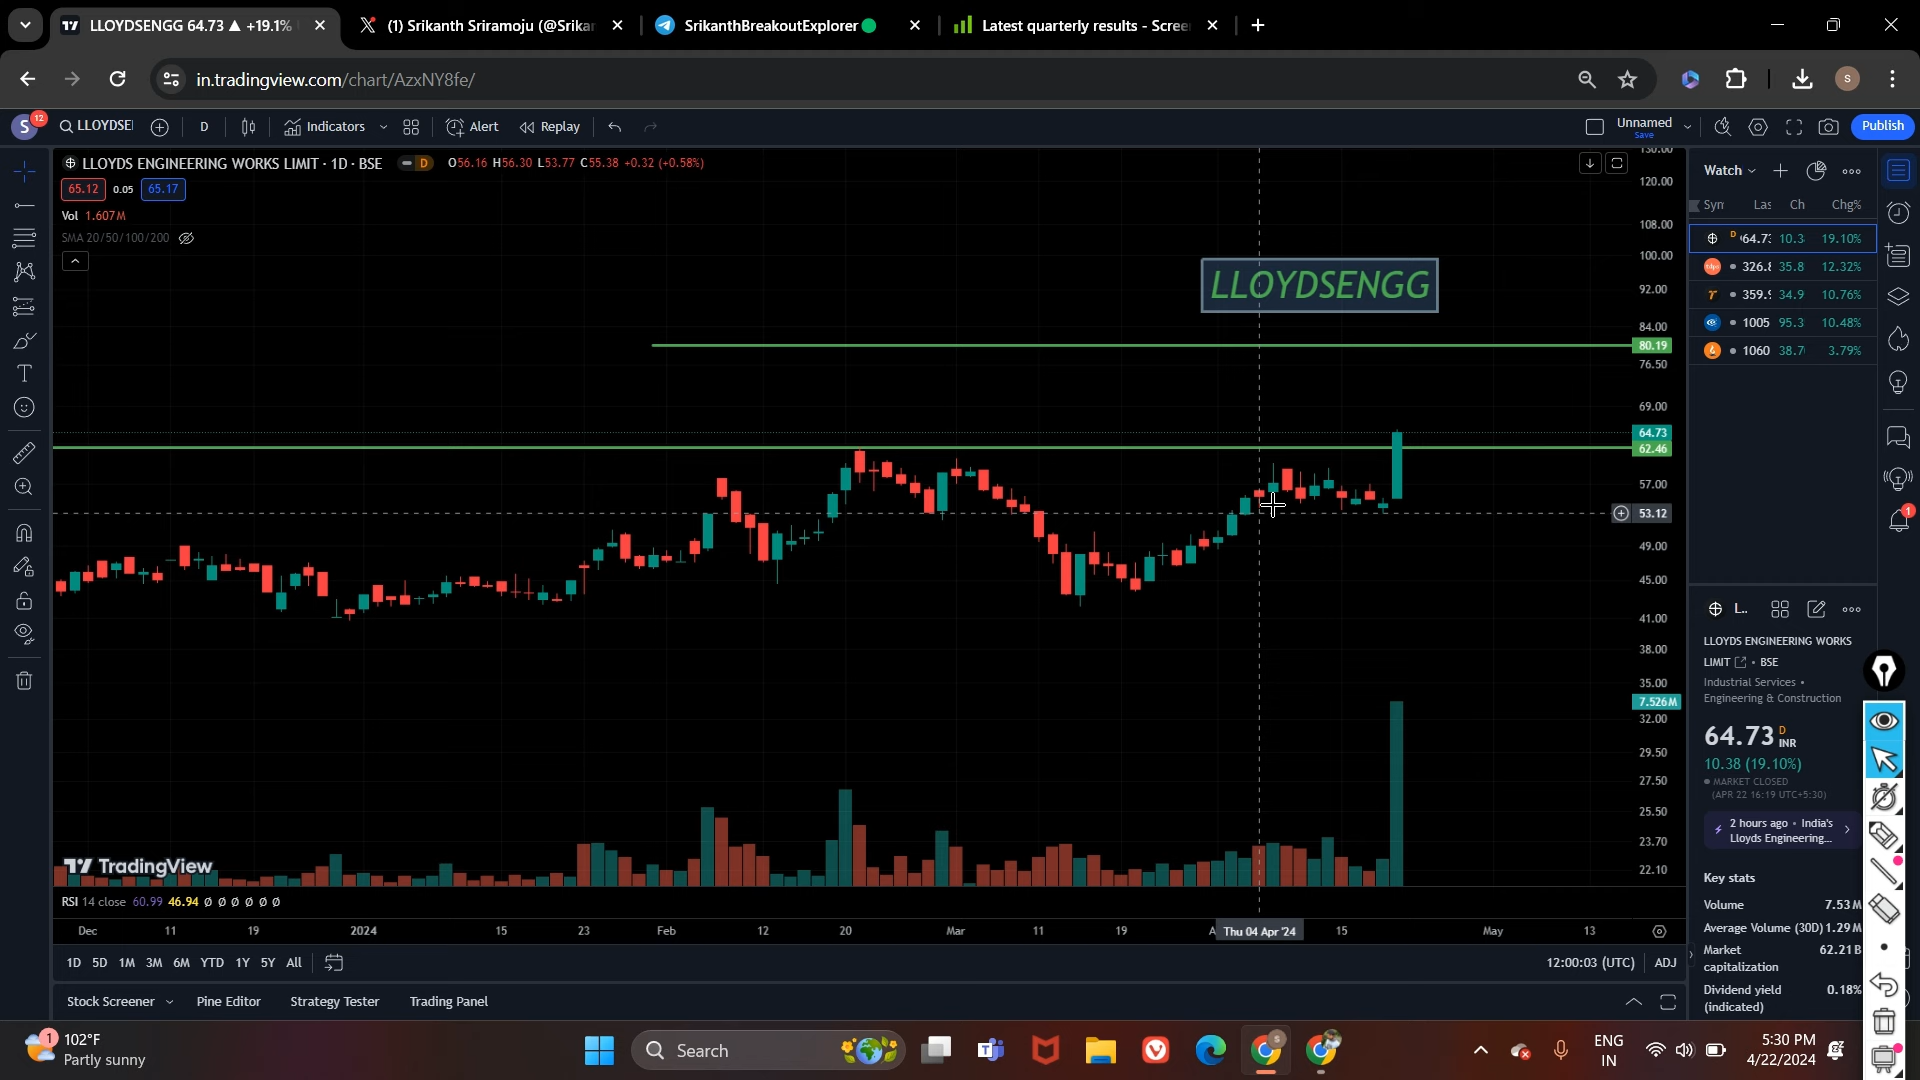 LLOYDSENGG 64.73 ▲ +19.1%
(1) Srikanth Sriramoju (@Srikan
SrikanthBreakoutExplorer
Latest quarterly results - Scree
in.tradingview.com/chart/AzxNY8fe/
S
S 12
LLOYDSE
D
Indicators
Alert
Replay
Unnamed
Save
Publish
LLOYDS ENGINEERING WORKS LIMIT · 1D · BSE
D
O56.16 H56.30 L53.77 C55.38 +0.32 (+0.58%)
65.12 0.05 65.17
Vol 1.607M
SMA 20/50/100/200
LLOYDSENGG
130.00
120.00
108.00
100.00
92.00
84.00
80.19
76.50
69.00
64.73
62.46
57.00
53.12
49.00
45.00
41.00
38.00
35.00
7.526M
32.00
29.50
27.50
25.50
23.70
22.10
TradingView
RSI 14 close 60.99 46.94 Ø Ø Ø Ø Ø Ø
Dec 11 19 2024 15 23 Feb 12 20 Mar 11 19 A Thu 04 Apr '24 15 May 13
1D 5D 1M 3M 6M YTD 1Y 5Y All
12:00:03 (UTC) ADJ
Stock Screener Pine Editor Strategy Tester Trading Panel
Watch
Syn Las Ch Chg%
D 64.73 10.3 19.10%
326.8 35.8 12.32%
359.9 34.9 10.76%
1005 95.3 10.48%
1060 38.7 3.79%
L...
LLOYDS ENGINEERING WORKS
LIMIT • BSE
Industrial Services •
Engineering & Construction
64.73 D INR
10.38 (19.10%)
MARKET CLOSED
(APR 22 16:19 UTC+5:30)
2 hours ago • India's
Lloyds Engineering...
Key stats
Volume 7.53M
Average Volume (30D) 1.29M
Market capitalization 62.21B
Dividend yield (indicated) 0.18%
1
1
102°F
Partly sunny
Search
ENG
IN
5:30 PM
4/22/2024